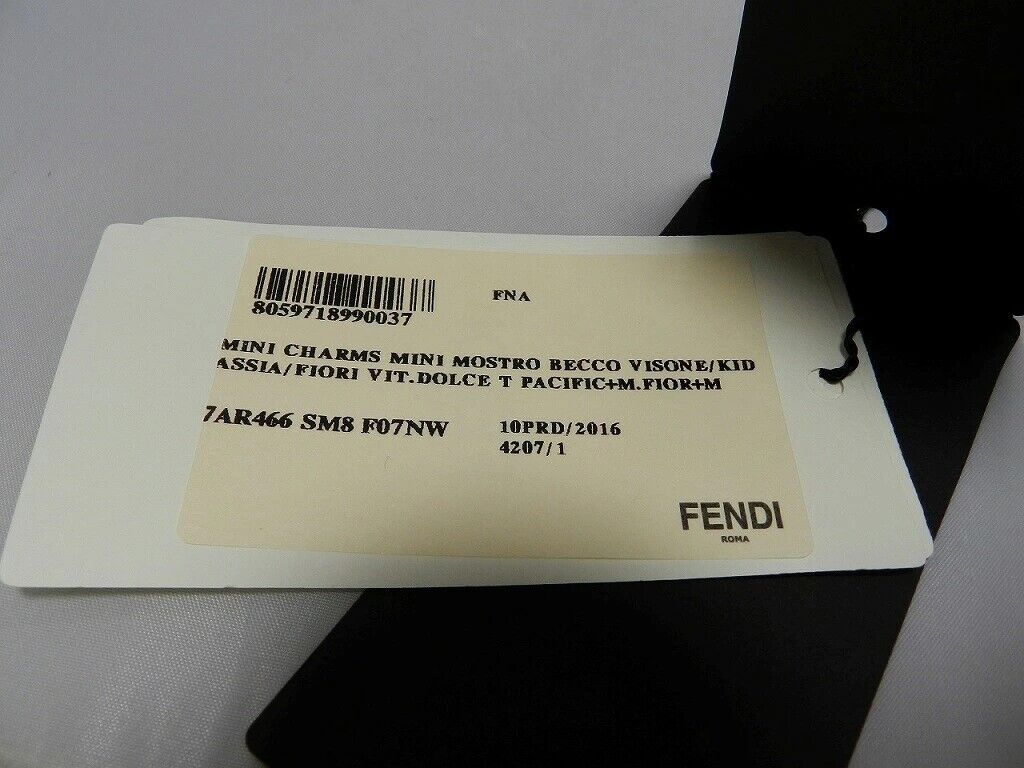 FNA
8059718990037
MINI CHARMS MINI MOSTRO BECCO VISONE/KID
ASSIA/FIORI VIT.DOLCE T PACIFIC+M.FIOR+M
7AR466 SM8 F07NW 10PRD/2016
4207/1
FENDI
ROMA